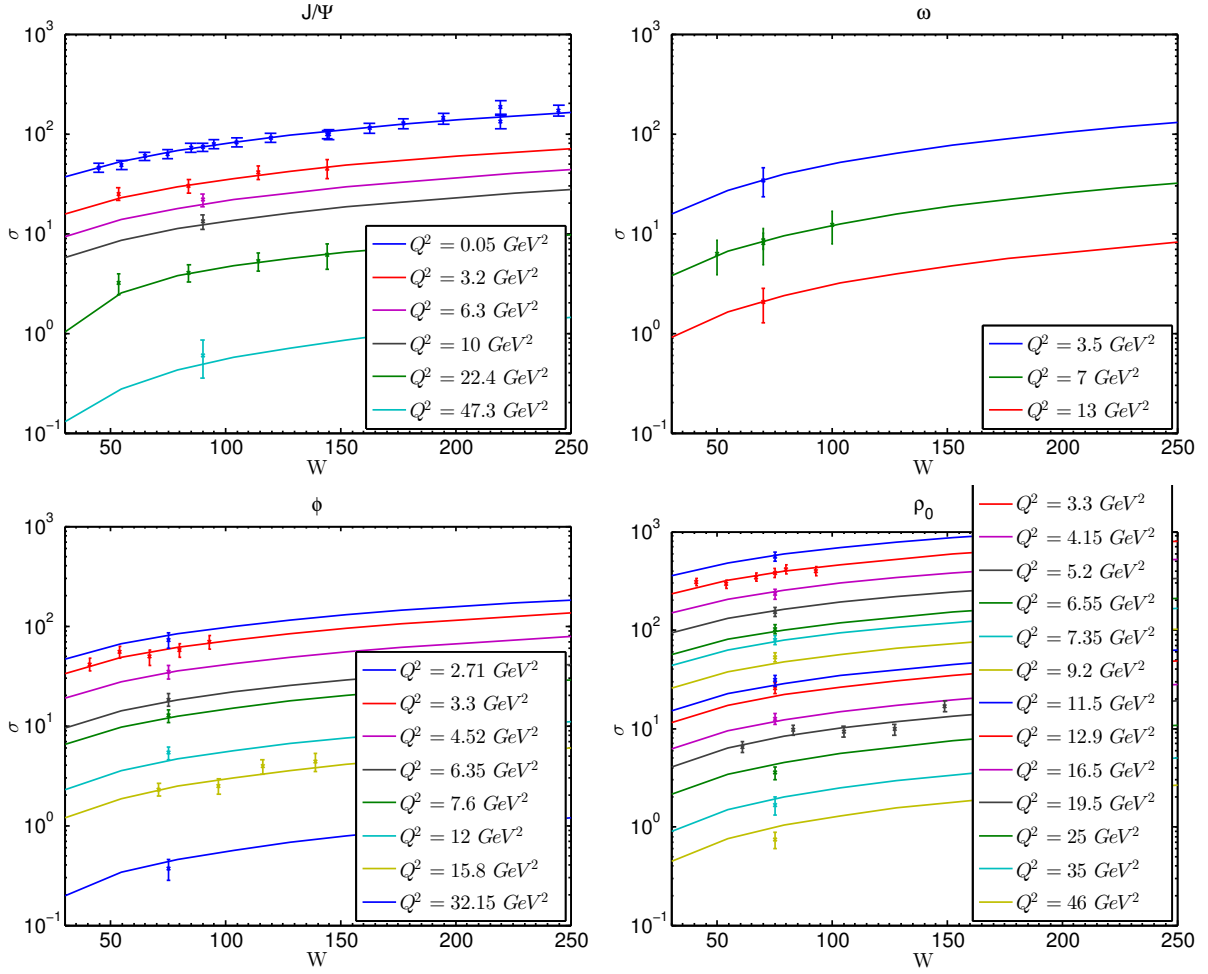 J/Ψ
10^3
10^2
σ
10^1
10^0
10^-1
50 100 150 200 250
W
Q^2 = 0.05 GeV^2
Q^2 = 3.2 GeV^2
Q^2 = 6.3 GeV^2
Q^2 = 10 GeV^2
Q^2 = 22.4 GeV^2
Q^2 = 47.3 GeV^2
ω
10^3
10^2
σ
10^1
10^0
10^-1
50 100 150 200 250
W
Q^2 = 3.5 GeV^2
Q^2 = 7 GeV^2
Q^2 = 13 GeV^2
ϕ
10^3
10^2
σ
10^1
10^0
10^-1
50 100 150 200 250
W
Q^2 = 2.71 GeV^2
Q^2 = 3.3 GeV^2
Q^2 = 4.52 GeV^2
Q^2 = 6.35 GeV^2
Q^2 = 7.6 GeV^2
Q^2 = 12 GeV^2
Q^2 = 15.8 GeV^2
Q^2 = 32.15 GeV^2
ρ_0
10^3
10^2
σ
10^1
10^0
10^-1
50 100 150 200 250
W
Q^2 = 3.3 GeV^2
Q^2 = 4.15 GeV^2
Q^2 = 5.2 GeV^2
Q^2 = 6.55 GeV^2
Q^2 = 7.35 GeV^2
Q^2 = 9.2 GeV^2
Q^2 = 11.5 GeV^2
Q^2 = 12.9 GeV^2
Q^2 = 16.5 GeV^2
Q^2 = 19.5 GeV^2
Q^2 = 25 GeV^2
Q^2 = 35 GeV^2
Q^2 = 46 GeV^2